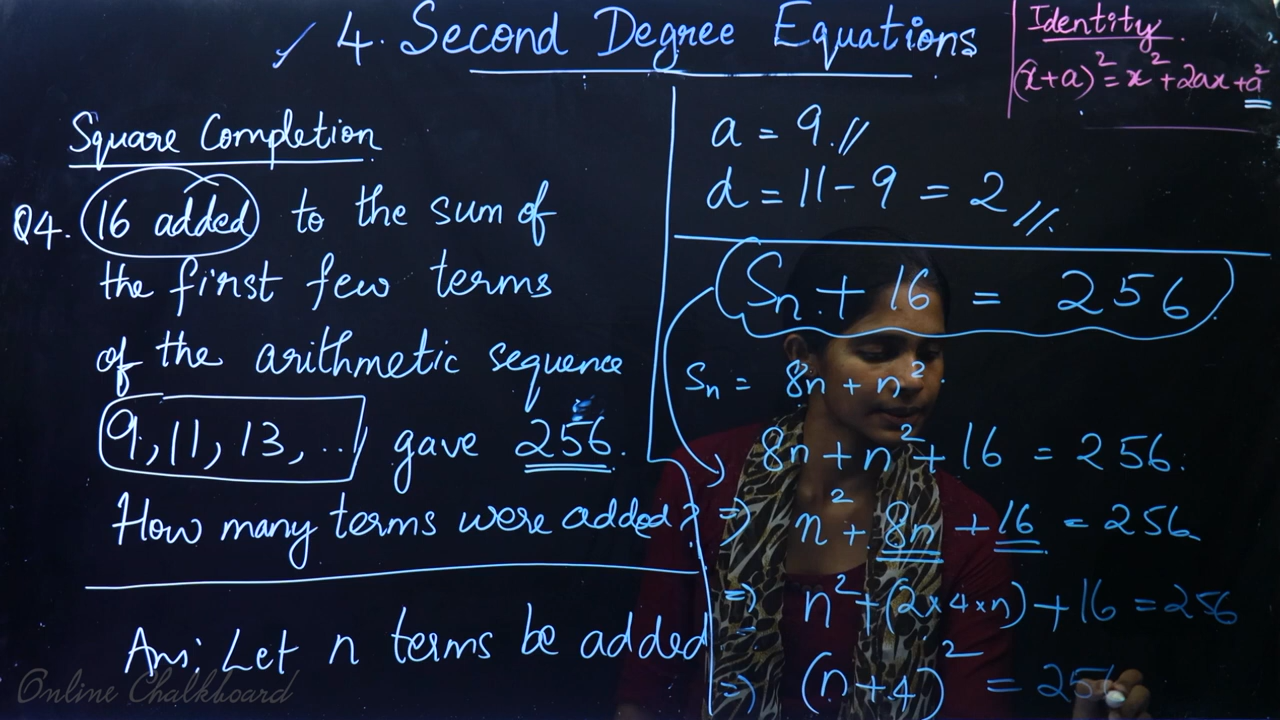 ✓ 4. Second Degree Equations
Identity
(x+a)² = x² + 2ax + a²
Square Completion
Q4. 16 added to the sum of
the first few terms
of the arithmetic sequence
9, 11, 13, ... gave 256.
How many terms were added?
Ans: Let n terms be added
a = 9 //
d = 11 - 9 = 2 //.
Sn + 16 = 256
Sn = 8n + n².
8n + n² + 16 = 256.
⇒ n² + 8n + 16 = 256
⇒ n² + (2×4×n) + 16 = 256
⇒ (n+4)² = 256
Online Chalkboard